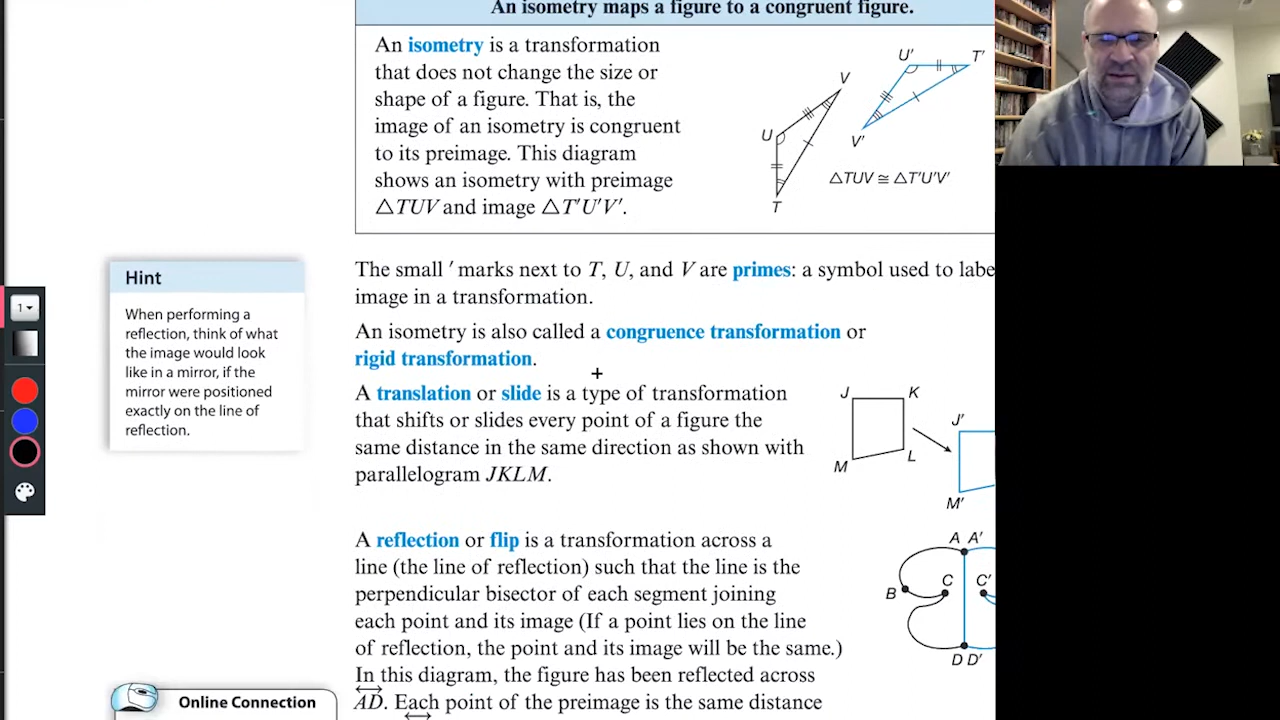 An isometry maps a figure to a congruent figure.
An isometry is a transformation
that does not change the size or
shape of a figure. That is, the
image of an isometry is congruent
to its preimage. This diagram
shows an isometry with preimage
△TUV and image △T′U′V′.
U′
T′
V
U
V′
△TUV ≅ △T′U′V′
T
Hint
When performing a
reflection, think of what
the image would look
like in a mirror, if the
mirror were positioned
exactly on the line of
reflection.
The small ′ marks next to T, U, and V are primes: a symbol used to labe
image in a transformation.
An isometry is also called a congruence transformation or
rigid transformation.
1
A translation or slide is a type of transformation
that shifts or slides every point of a figure the
same distance in the same direction as shown with
parallelogram JKLM.
J
K
J′
L
M
M′
A reflection or flip is a transformation across a
line (the line of reflection) such that the line is the
perpendicular bisector of each segment joining
each point and its image (If a point lies on the line
of reflection, the point and its image will be the same.)
In this diagram, the figure has been reflected across
AD. Each point of the preimage is the same distance
A A′
C C′
B
D D′
Online Connection